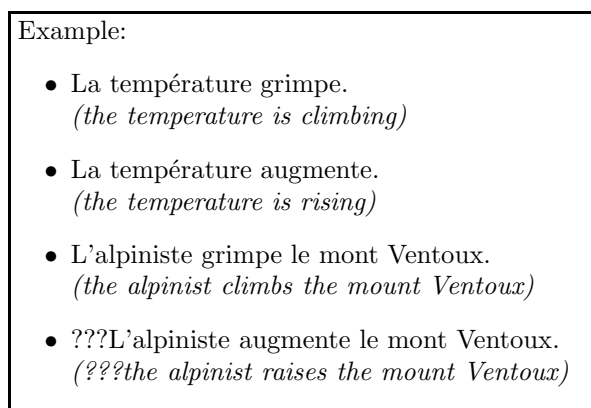 Example:
• La température grimpe.
(the temperature is climbing)
• La température augmente.
(the temperature is rising)
• L'alpiniste grimpe le mont Ventoux.
(the alpinist climbs the mount Ventoux)
• ???L'alpiniste augmente le mont Ventoux.
(???the alpinist raises the mount Ventoux)